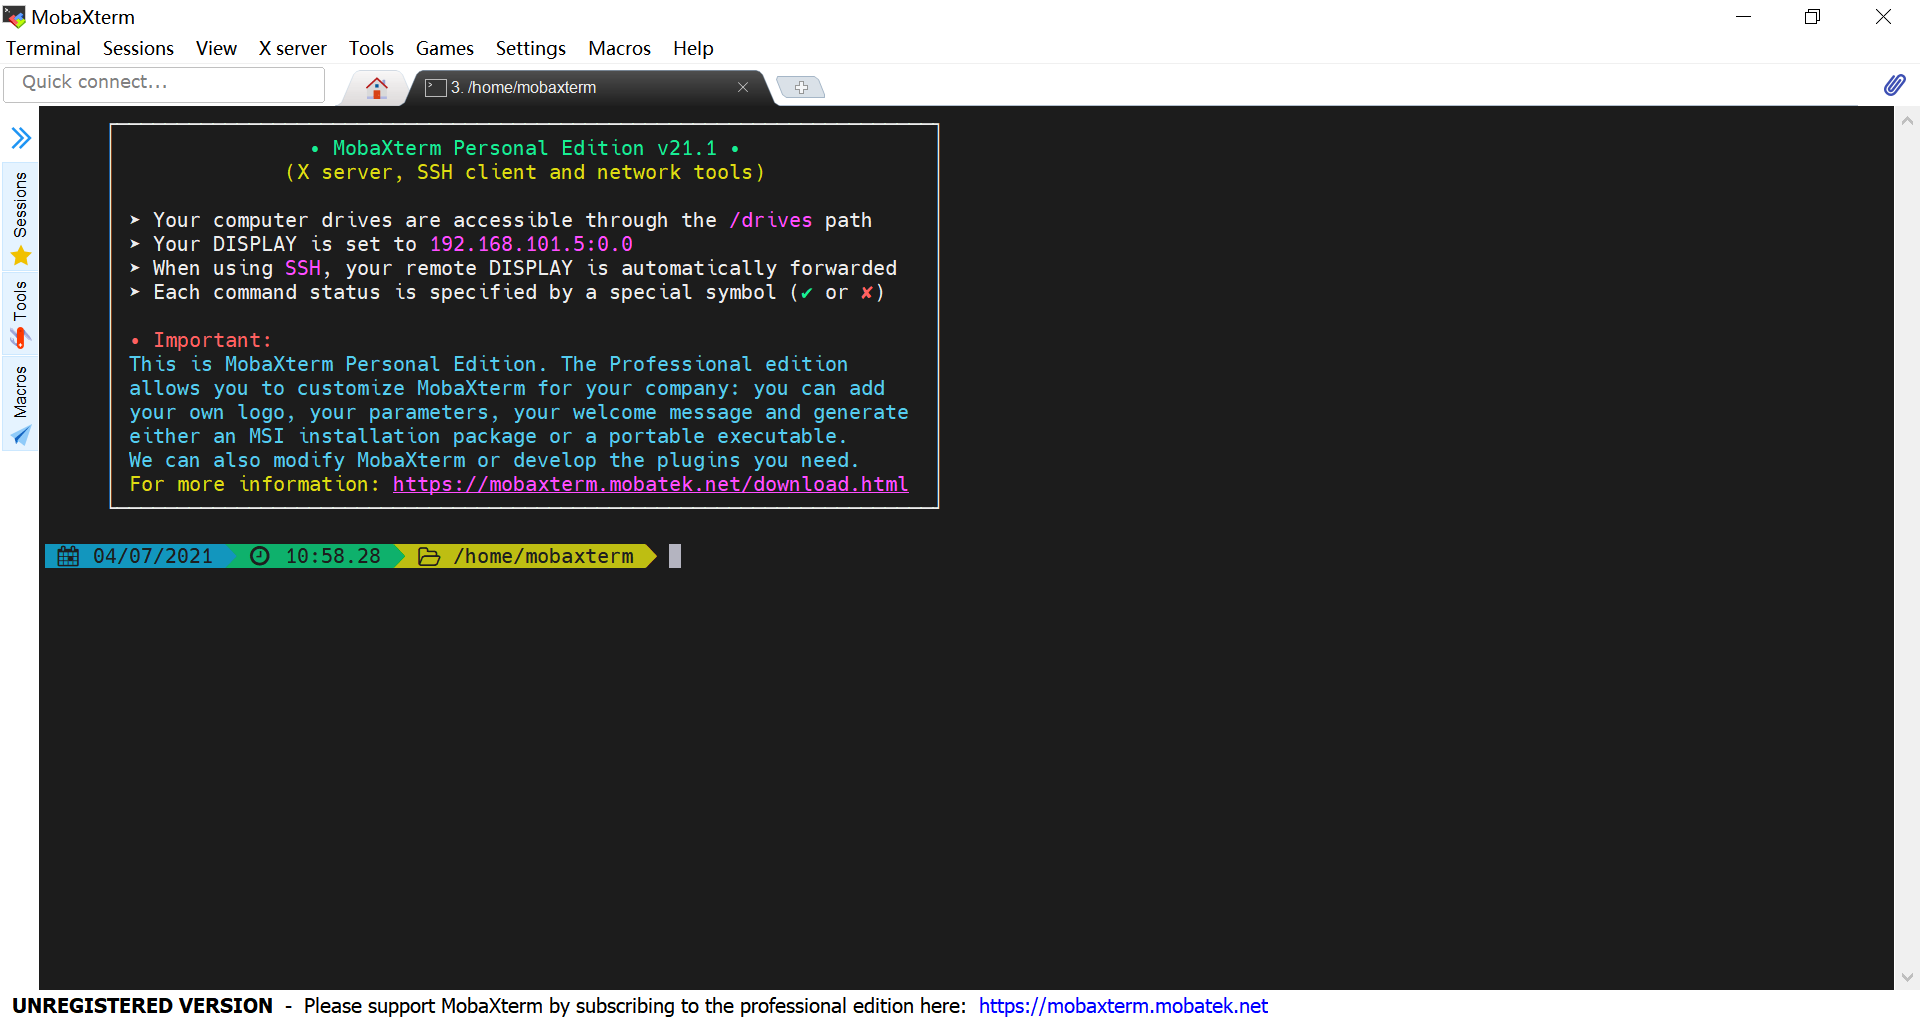 MobaXterm
Terminal Sessions View X server Tools Games Settings Macros Help
Quick connect...
3. /home/mobaxterm
Sessions
Tools
Macros
• MobaXterm Personal Edition v21.1 •
(X server, SSH client and network tools)
➤ Your computer drives are accessible through the /drives path
➤ Your DISPLAY is set to 192.168.101.5:0.0
➤ When using SSH, your remote DISPLAY is automatically forwarded
➤ Each command status is specified by a special symbol (✔ or ✘)
• Important:
This is MobaXterm Personal Edition. The Professional edition
allows you to customize MobaXterm for your company: you can add
your own logo, your parameters, your welcome message and generate
either an MSI installation package or a portable executable.
We can also modify MobaXterm or develop the plugins you need.
For more information: https://mobaxterm.mobatek.net/download.html
04/07/2021 10:58.28 /home/mobaxterm
UNREGISTERED VERSION - Please support MobaXterm by subscribing to the professional edition here: https://mobaxterm.mobatek.net